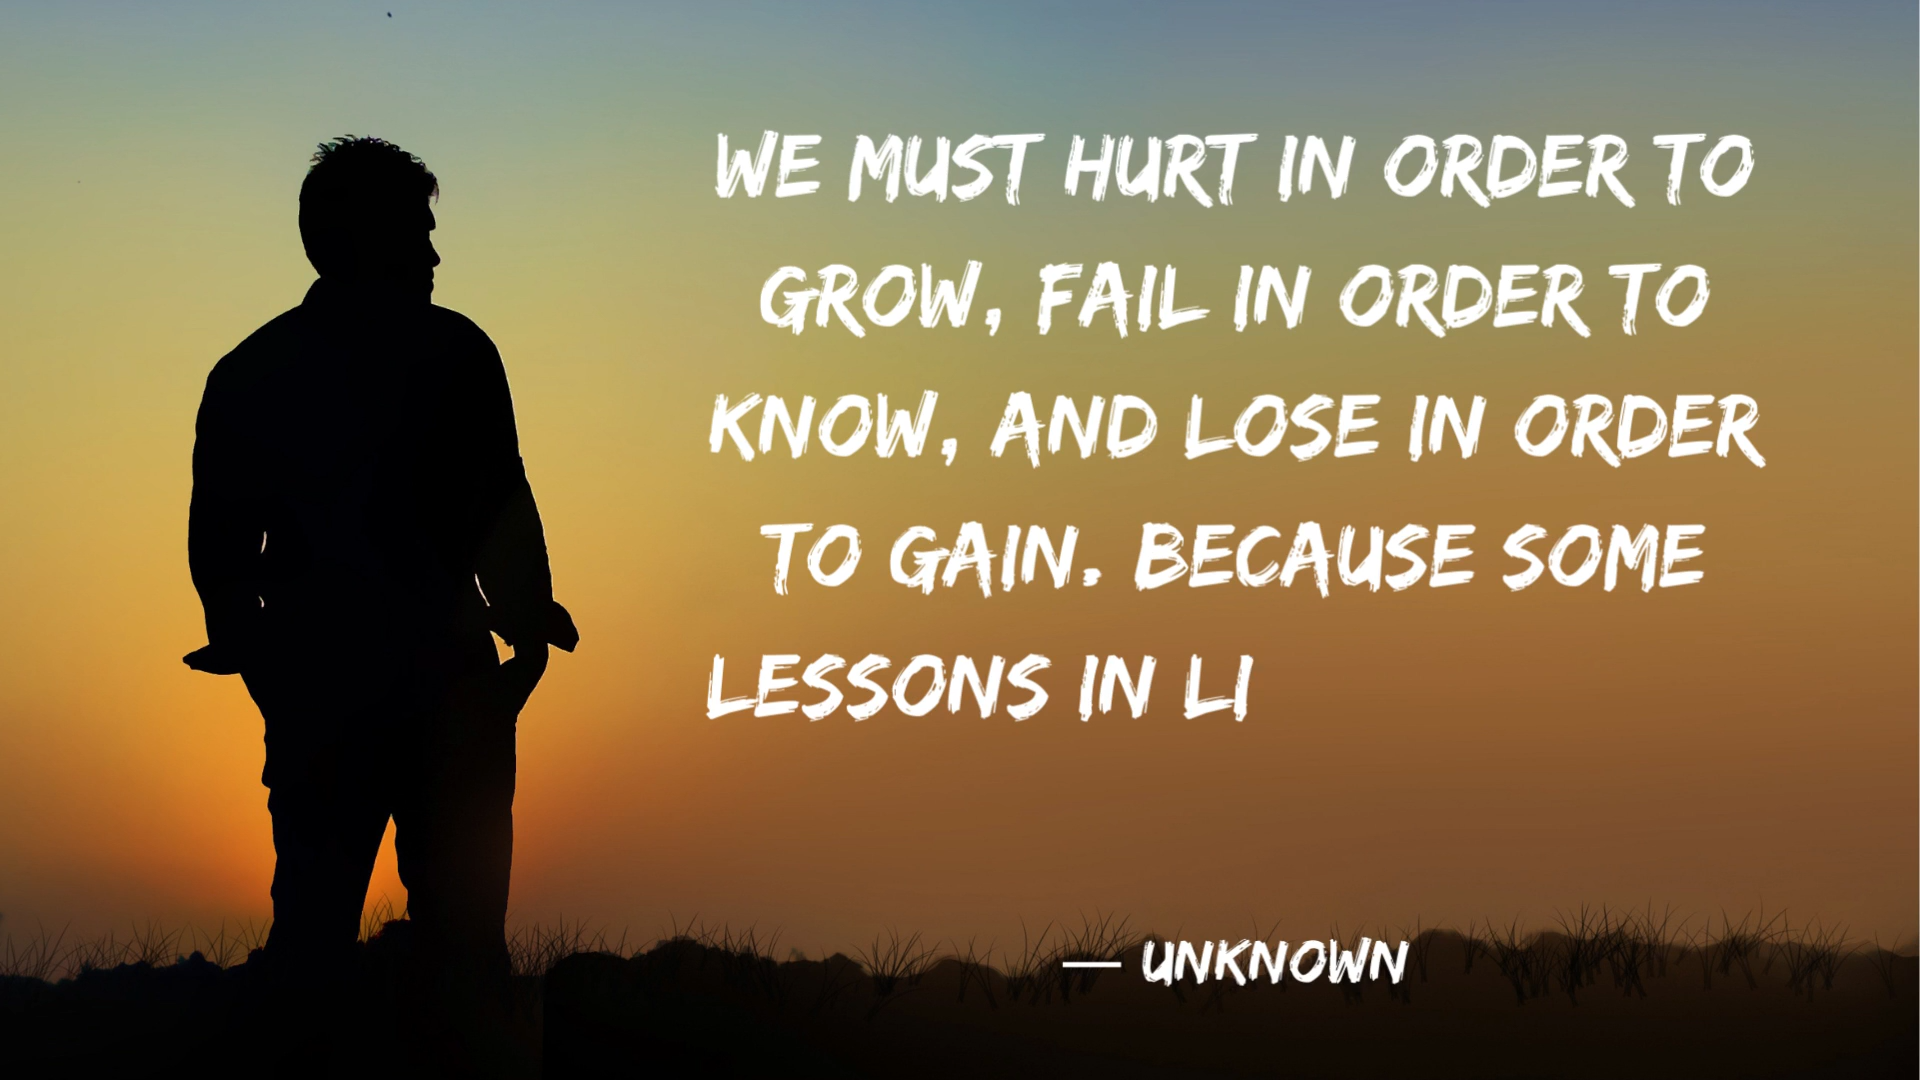 WE MUST HURT IN ORDER TO
GROW, FAIL IN ORDER TO
KNOW, AND LOSE IN ORDER
TO GAIN. BECAUSE SOME
LESSONS IN LI
— UNKNOWN